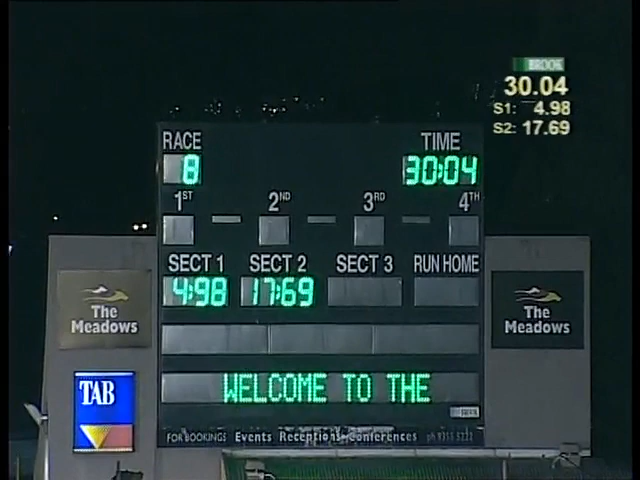 BROOK
30.04
S1: 4.98
S2: 17.69
RACE TIME
8 30:04
1ST 2ND 3RD 4TH
SECT 1 SECT 2 SECT 3 RUN HOME
4:98 17:69
The Meadows
The Meadows
TAB
WELCOME TO THE
FOR BOOKINGS Events Receptions Conferences